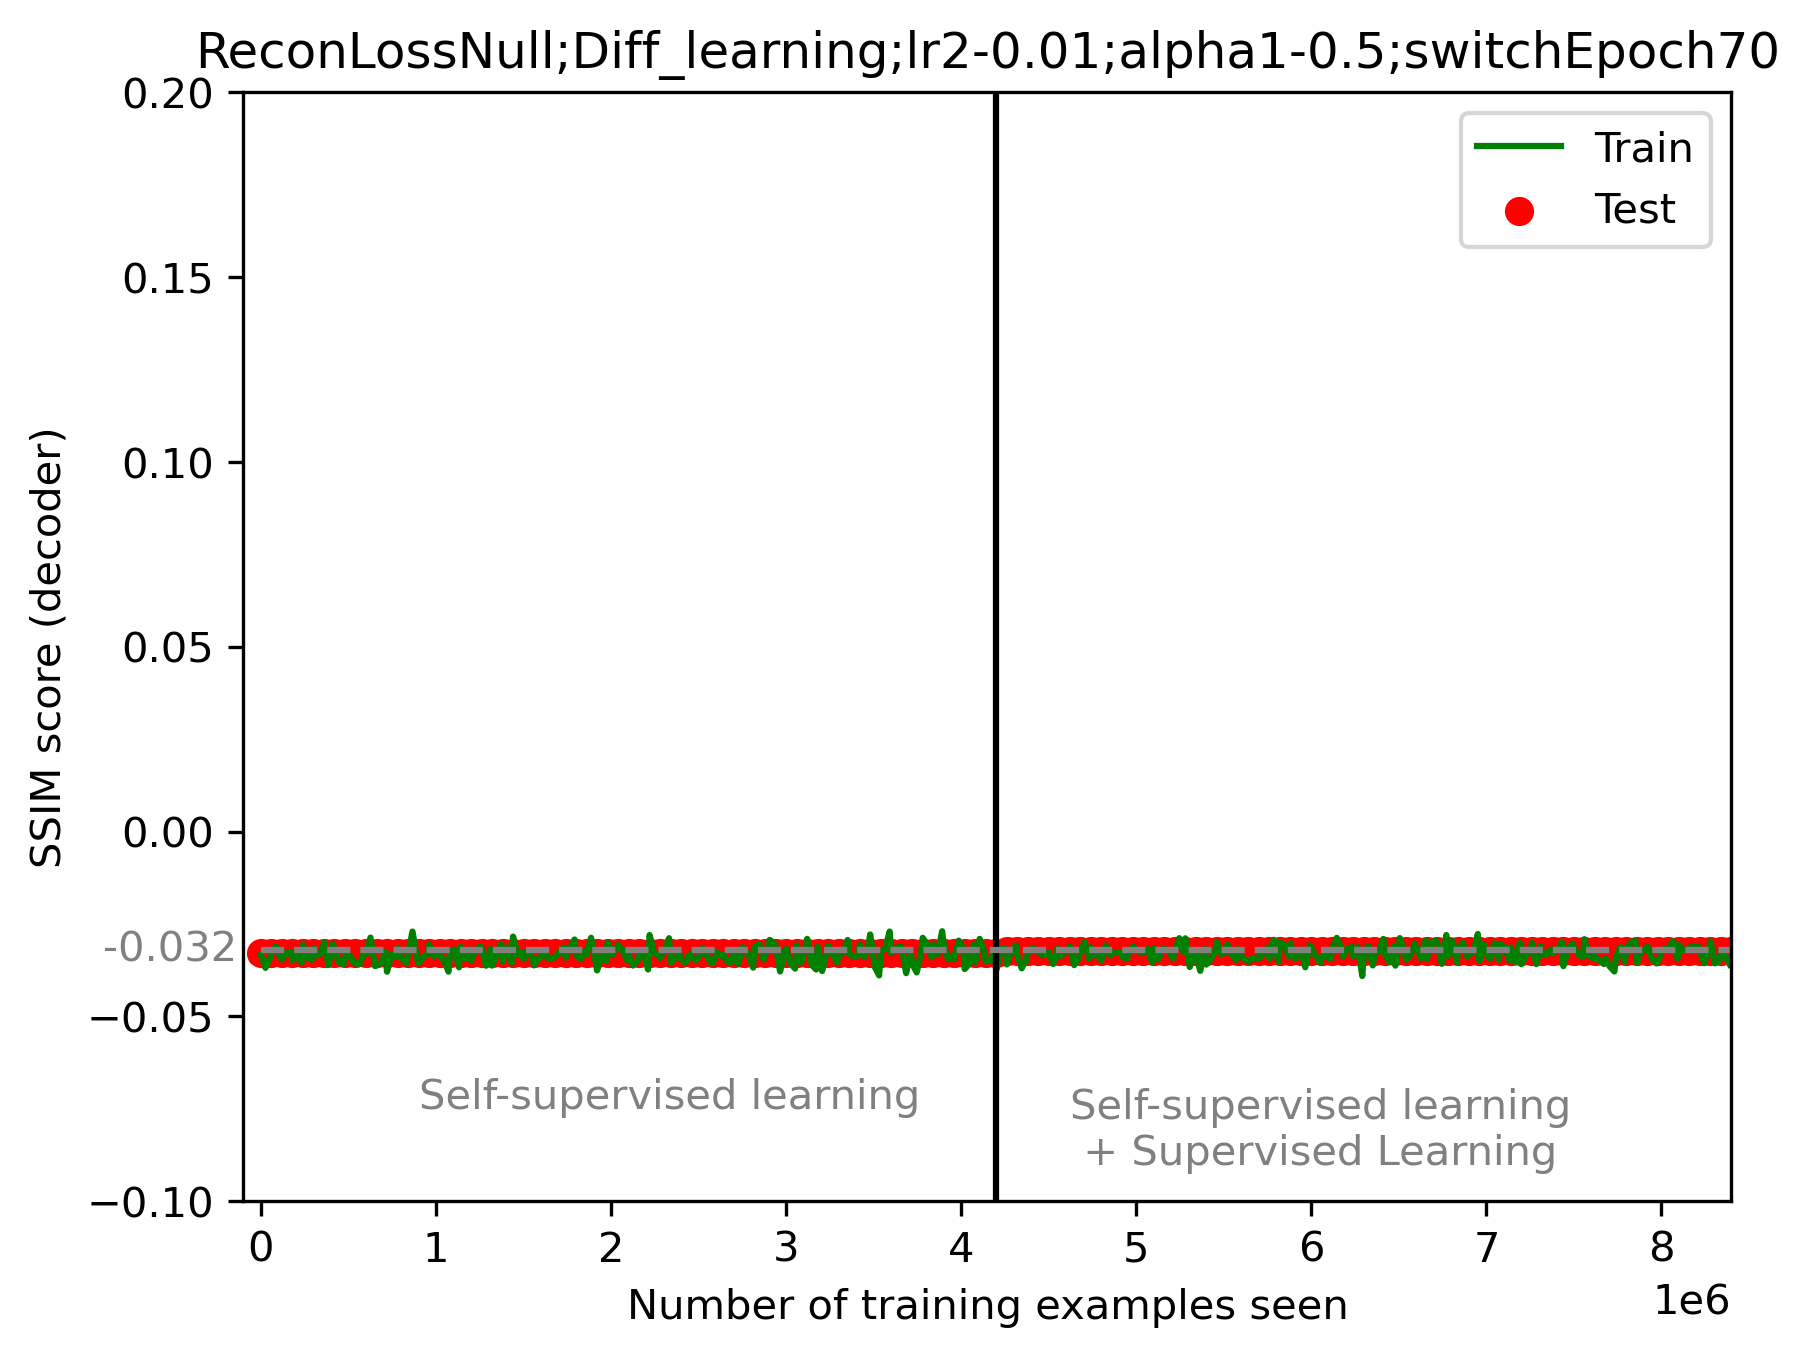 ReconLossNull;Diff_learning;lr2-0.01;alpha1-0.5;switchEpoch70
0.20
0.15
0.10
0.05
0.00
-0.032
−0.05
−0.10
SSIM score (decoder)
Train
Test
Self-supervised learning
Self-supervised learning
+ Supervised Learning
0 1 2 3 4 5 6 7 8
1e6
Number of training examples seen